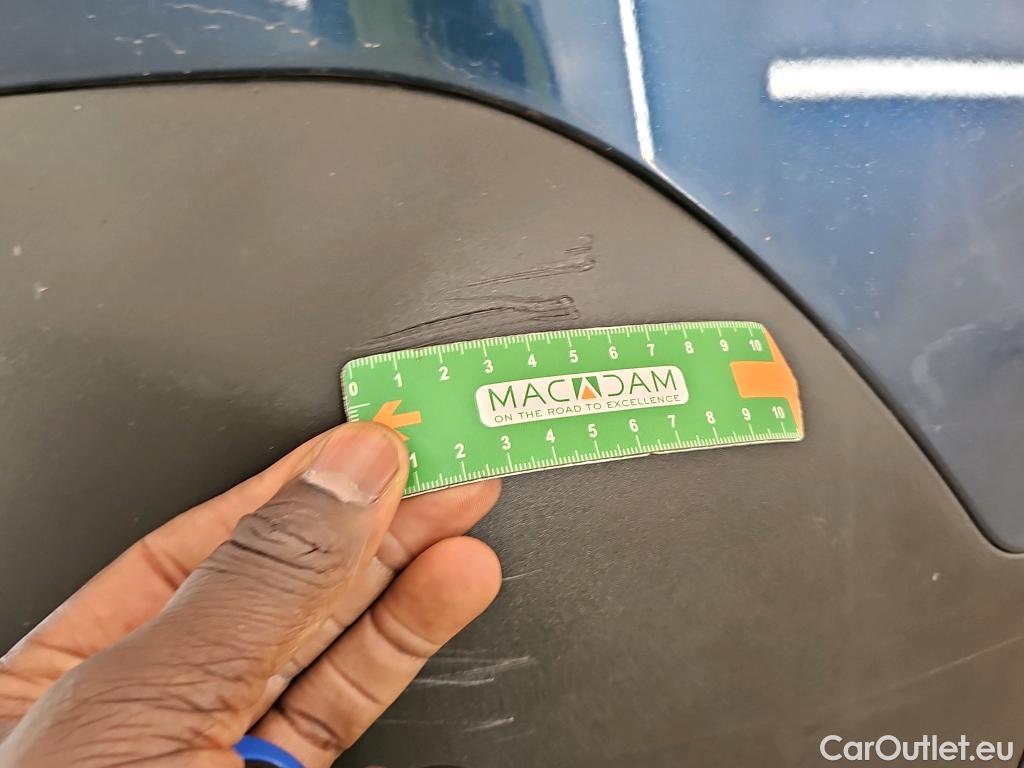 0 1 2 3 4 5 6 7 8 9 10
MACADAM
ON THE ROAD TO EXCELLENCE
1 2 3 4 5 6 7 8 9 10
CarOutlet.eu